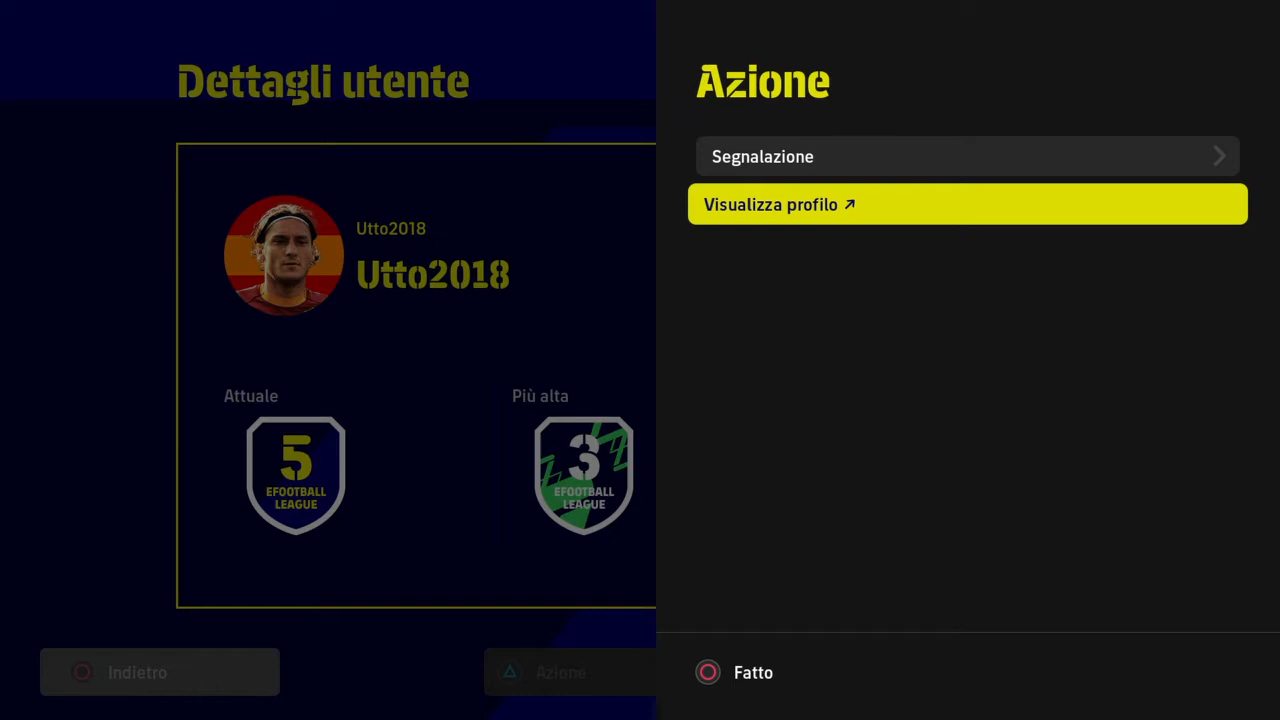 Dettagli utente
Utto2018
Utto2018
Attuale
Più alta
5
EFOOTBALL
LEAGUE
3
EFOOTBALL
LEAGUE
Indietro
Azione
Azione
Segnalazione
Visualizza profilo
Fatto